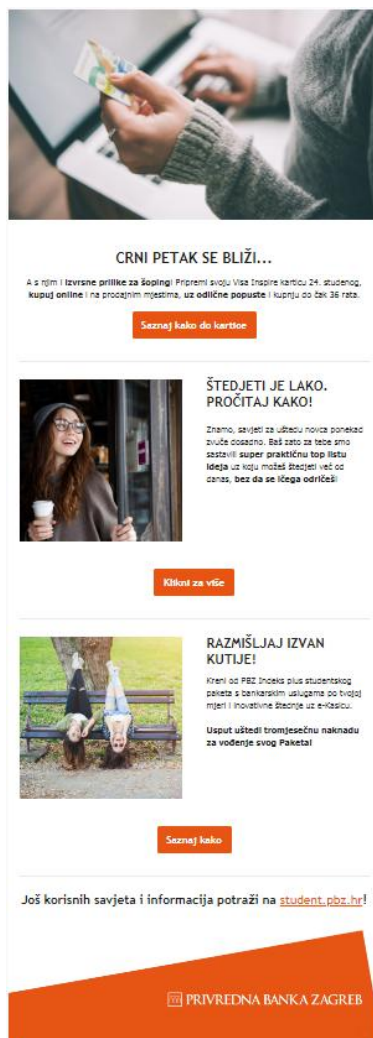 CRNI PETAK SE BLIŽI...
A s njim i izvrsne prilike za šoping! Pripremi svoju Visa Inspire karticu 24. studenog,
kupuj online i na prodajnim mjestima, uz odlične popuste i kupnju do čak 36 rata.
Saznaj kako do kartice
ŠTEDJETI JE LAKO.
PROČITAJ KAKO!
Znamo, savjeti za uštedu novca ponekad
zvuče dosadno. Baš zato za tebe smo
sastavili super praktičnu top listu
ideja uz koju možeš štedjeti već od
danas, bez da se ičega odričeš!
Klikni za više
RAZMIŠLJAJ IZVAN
KUTIJE!
Kreni od PBZ Indeks plus studentskog
paketa s bankarskim uslugama po tvojoj
mjeri i inovativne štednje uz e-Kasicu.
Usput uštedi tromjesečnu naknadu
za vođenje svog Paketa!
Saznaj kako
Još korisnih savjeta i informacija potraži na student.pbz.hr!
PRIVREDNA BANKA ZAGREB